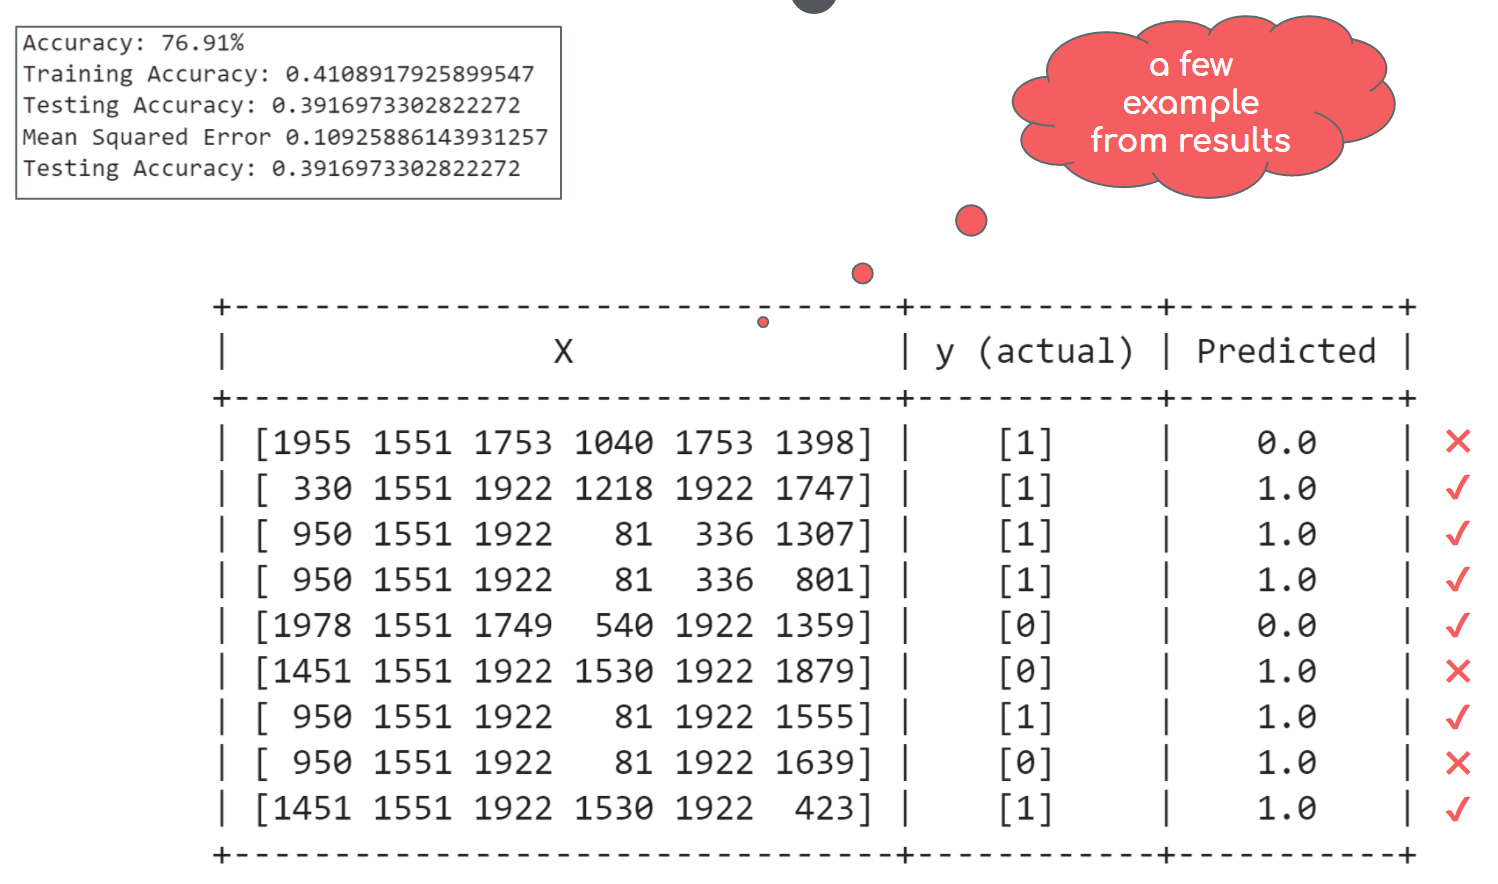 Accuracy: 76.91%
Training Accuracy: 0.4108917925899547
Testing Accuracy: 0.3916973302822272
Mean Squared Error 0.10925886143931257
Testing Accuracy: 0.3916973302822272
a few
example
from results
+----------------------------------+-------------+------------+
| X | y (actual) | Predicted |
+----------------------------------+-------------+------------+
| [1955 1551 1753 1040 1753 1398] | [1] | 0.0 | ✕
| [ 330 1551 1922 1218 1922 1747] | [1] | 1.0 | ✓
| [ 950 1551 1922 81 336 1307] | [1] | 1.0 | ✓
| [ 950 1551 1922 81 336 801] | [1] | 1.0 | ✓
| [1978 1551 1749 540 1922 1359] | [0] | 0.0 | ✓
| [1451 1551 1922 1530 1922 1879] | [0] | 1.0 | ✕
| [ 950 1551 1922 81 1922 1555] | [1] | 1.0 | ✓
| [ 950 1551 1922 81 1922 1639] | [0] | 1.0 | ✕
| [1451 1551 1922 1530 1922 423] | [1] | 1.0 | ✓
+----------------------------------+-------------+------------+